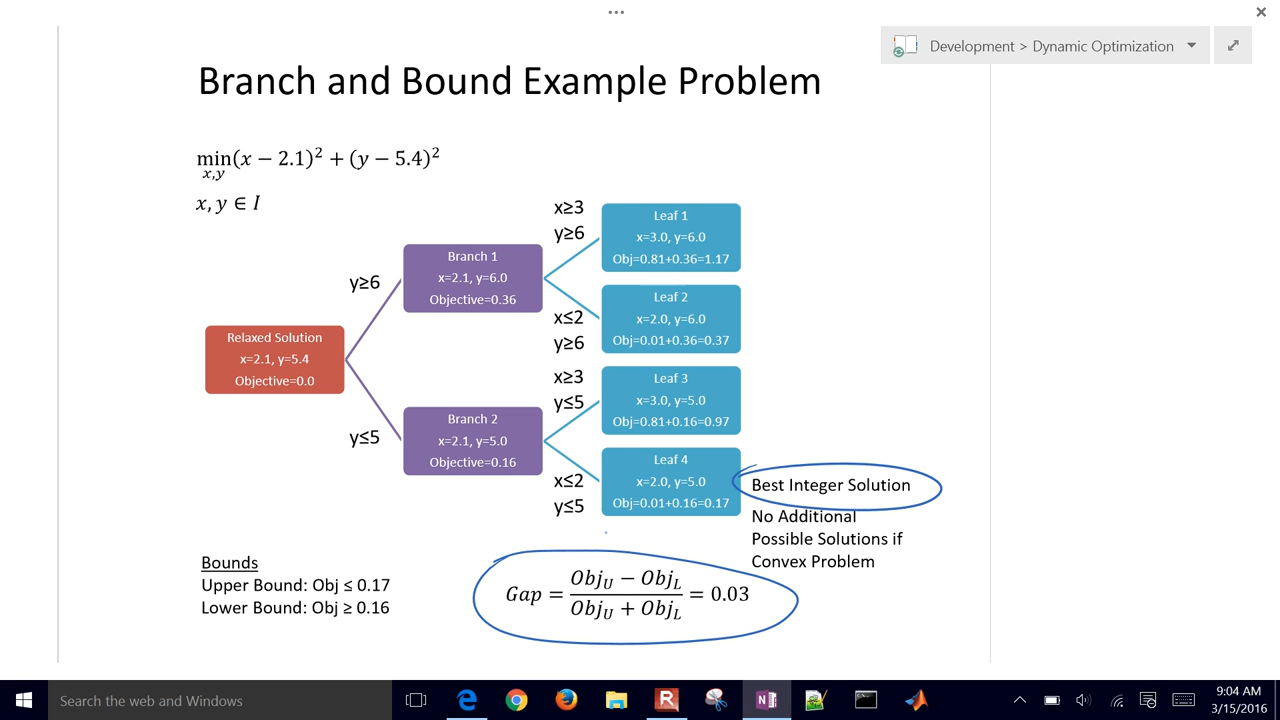 Development > Dynamic Optimization
Branch and Bound Example Problem
min(x − 2.1)² + (y − 5.4)²
x,y
x, y ∈ I
x≥3
y≥6
Leaf 1
x=3.0, y=6.0
Obj=0.81+0.36=1.17
Branch 1
x=2.1, y=6.0
Objective=0.36
y≥6
x≤2
y≥6
Leaf 2
x=2.0, y=6.0
Obj=0.01+0.36=0.37
Relaxed Solution
x=2.1, y=5.4
Objective=0.0
x≥3
y≤5
Leaf 3
x=3.0, y=5.0
Obj=0.81+0.16=0.97
y≤5
Branch 2
x=2.1, y=5.0
Objective=0.16
x≤2
y≤5
Leaf 4
x=2.0, y=5.0
Obj=0.01+0.16=0.17
Best Integer Solution
No Additional
Possible Solutions if
Convex Problem
Bounds
Upper Bound: Obj ≤ 0.17
Lower Bound: Obj ≥ 0.16
Gap = (Obj_U − Obj_L) / (Obj_U + Obj_L) = 0.03
Search the web and Windows
9:04 AM
3/15/2016